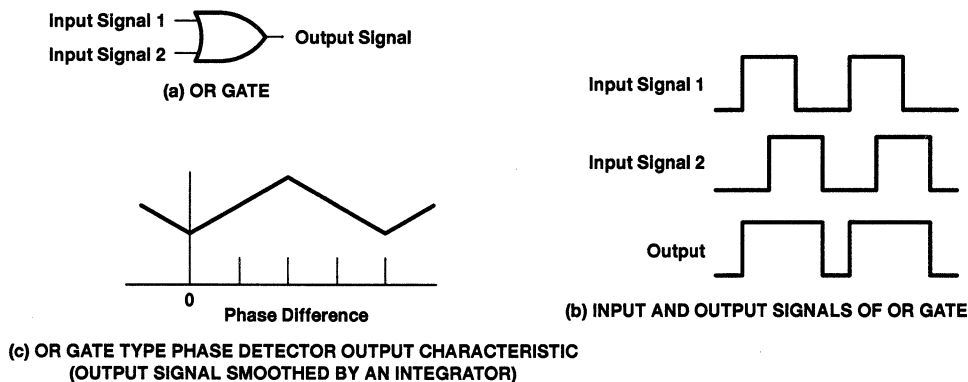 Input Signal 1
Input Signal 2
Output Signal
(a) OR GATE
Input Signal 1
Input Signal 2
Output
(b) INPUT AND OUTPUT SIGNALS OF OR GATE
0
Phase Difference
(c) OR GATE TYPE PHASE DETECTOR OUTPUT CHARACTERISTIC
(OUTPUT SIGNAL SMOOTHED BY AN INTEGRATOR)